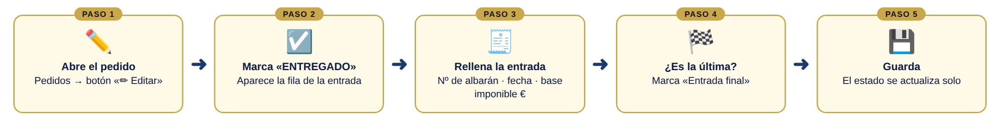 PASO 1
Abre el pedido
Pedidos → botón «✏ Editar»
PASO 2
Marca «ENTREGADO»
Aparece la fila de la entrada
PASO 3
Rellena la entrada
Nº de albarán · fecha · base
imponible €
PASO 4
¿Es la última?
Marca «Entrada final»
PASO 5
Guarda
El estado se actualiza solo